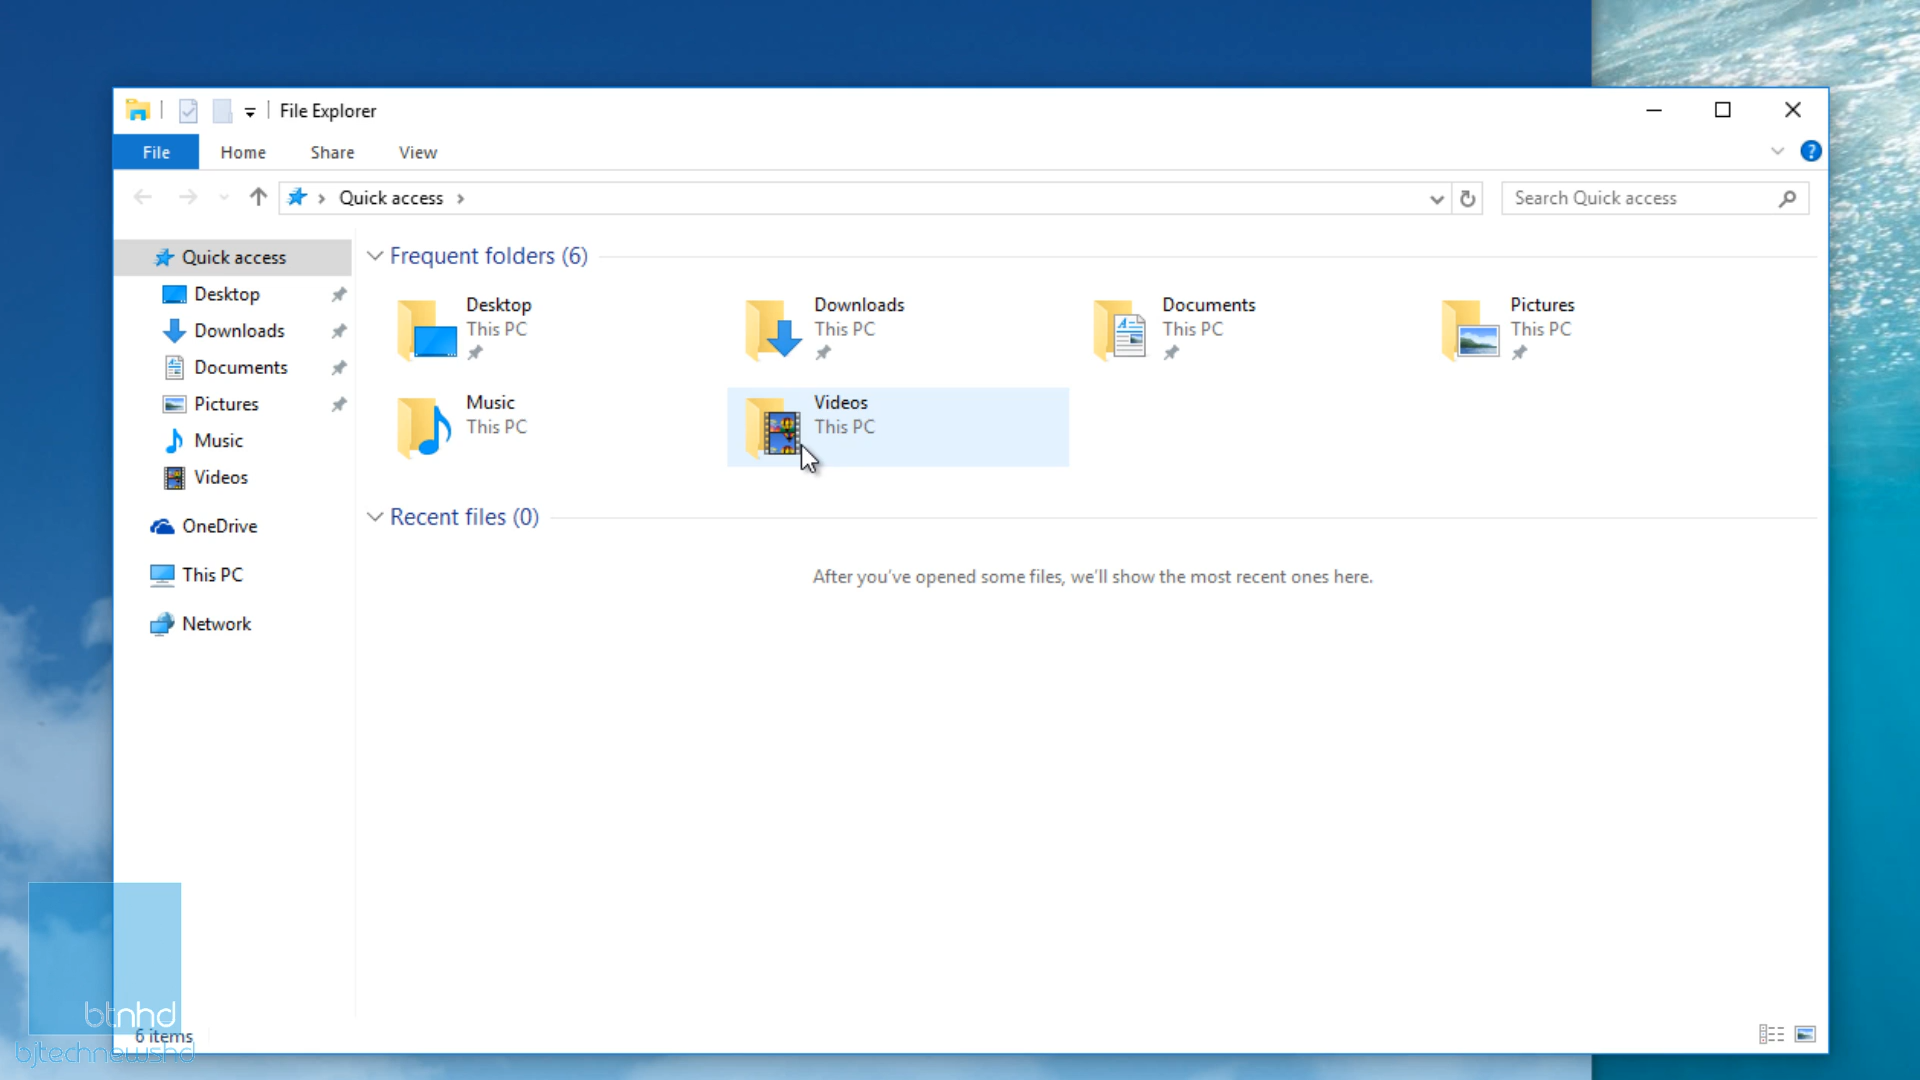 File Explorer
File Home Share View
Quick access
Search Quick access
Quick access
Desktop
Downloads
Documents
Pictures
Music
Videos
OneDrive
This PC
Network
Frequent folders (6)
Desktop
This PC
Downloads
This PC
Documents
This PC
Pictures
This PC
Music
This PC
Videos
This PC
Recent files (0)
After you've opened some files, we'll show the most recent ones here.
btnhd
6 items
bjtechnewshd